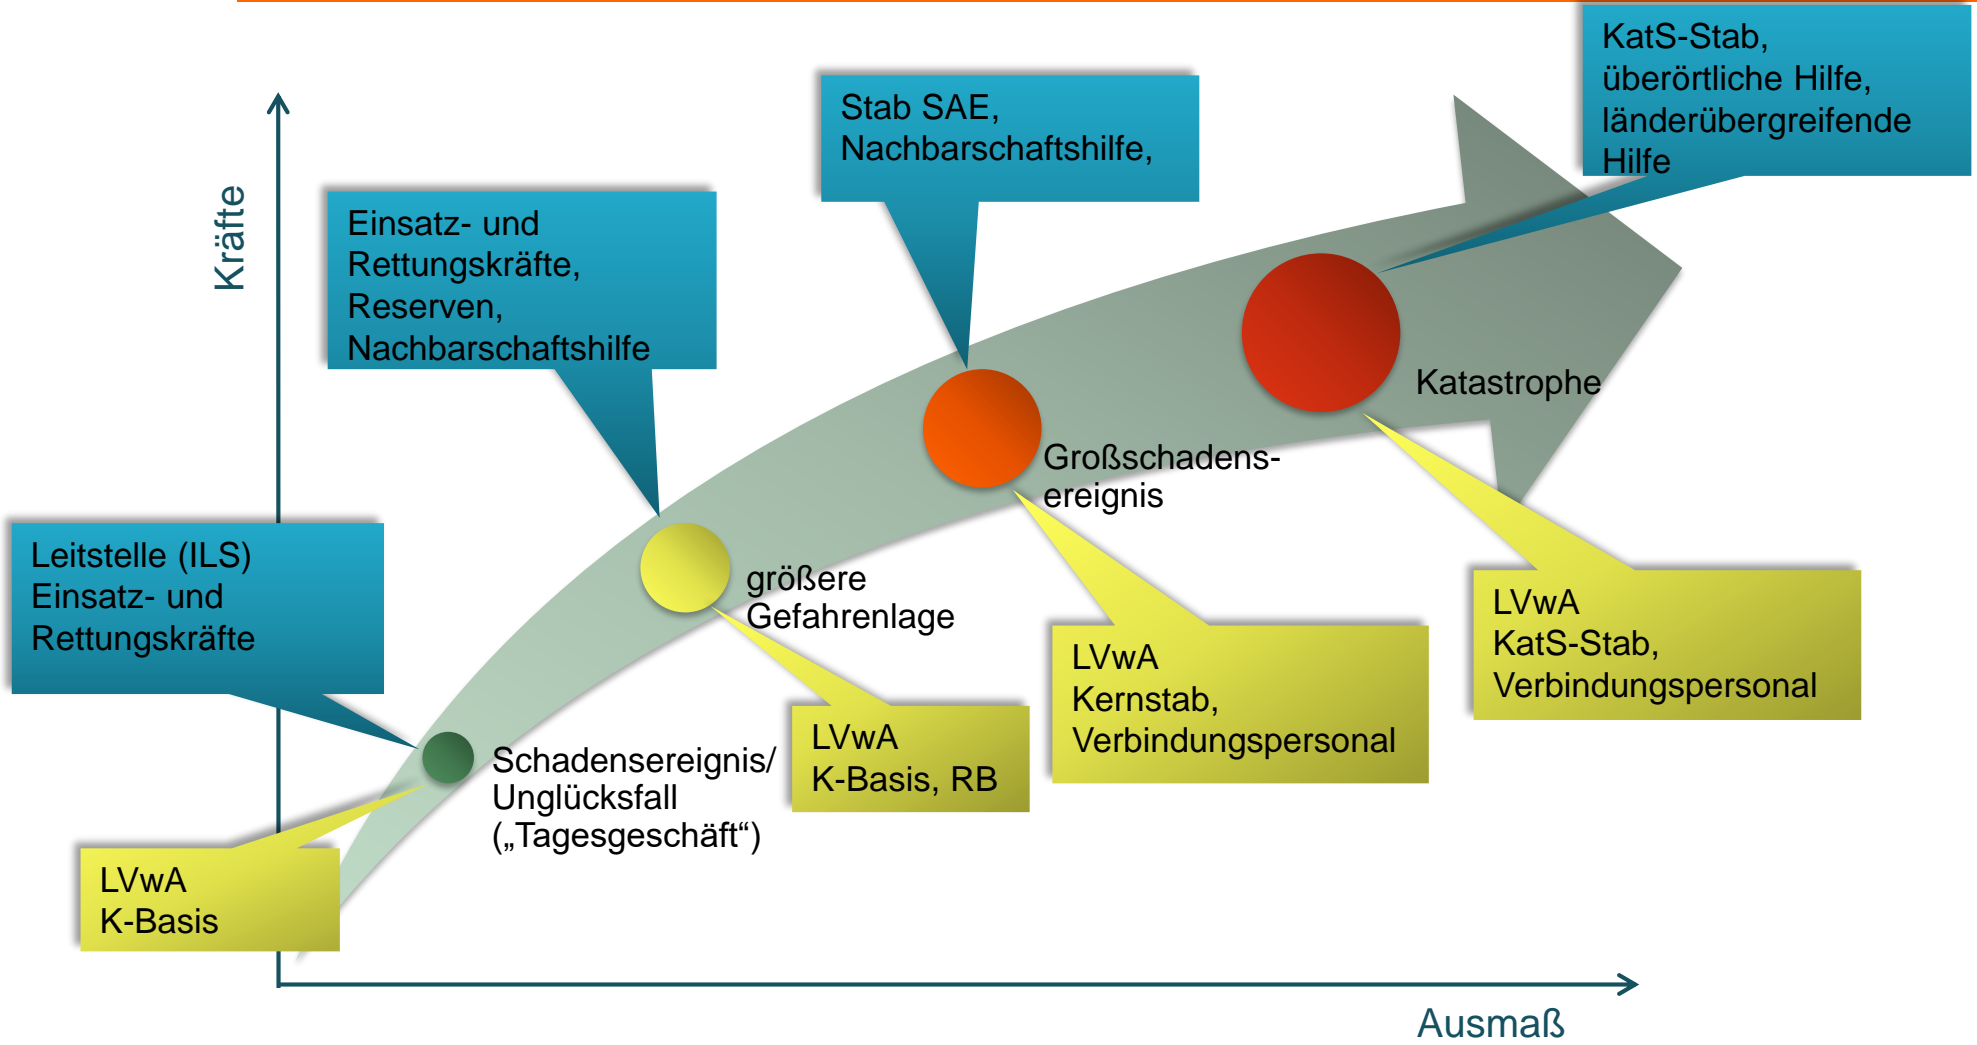 KatS-Stab,
überörtliche Hilfe,
länderübergreifende
Hilfe
Stab SAE,
Nachbarschaftshilfe,
Einsatz- und
Rettungskräfte,
Reserven,
Nachbarschaftshilfe
Leitstelle (ILS)
Einsatz- und
Rettungskräfte
Kräfte
Katastrophe
Großschadens-
ereignis
größere
Gefahrenlage
Schadensereignis/
Unglücksfall
(„Tagesgeschäft“)
LVwA
K-Basis
LVwA
K-Basis, RB
LVwA
Kernstab,
Verbindungspersonal
LVwA
KatS-Stab,
Verbindungspersonal
Ausmaß